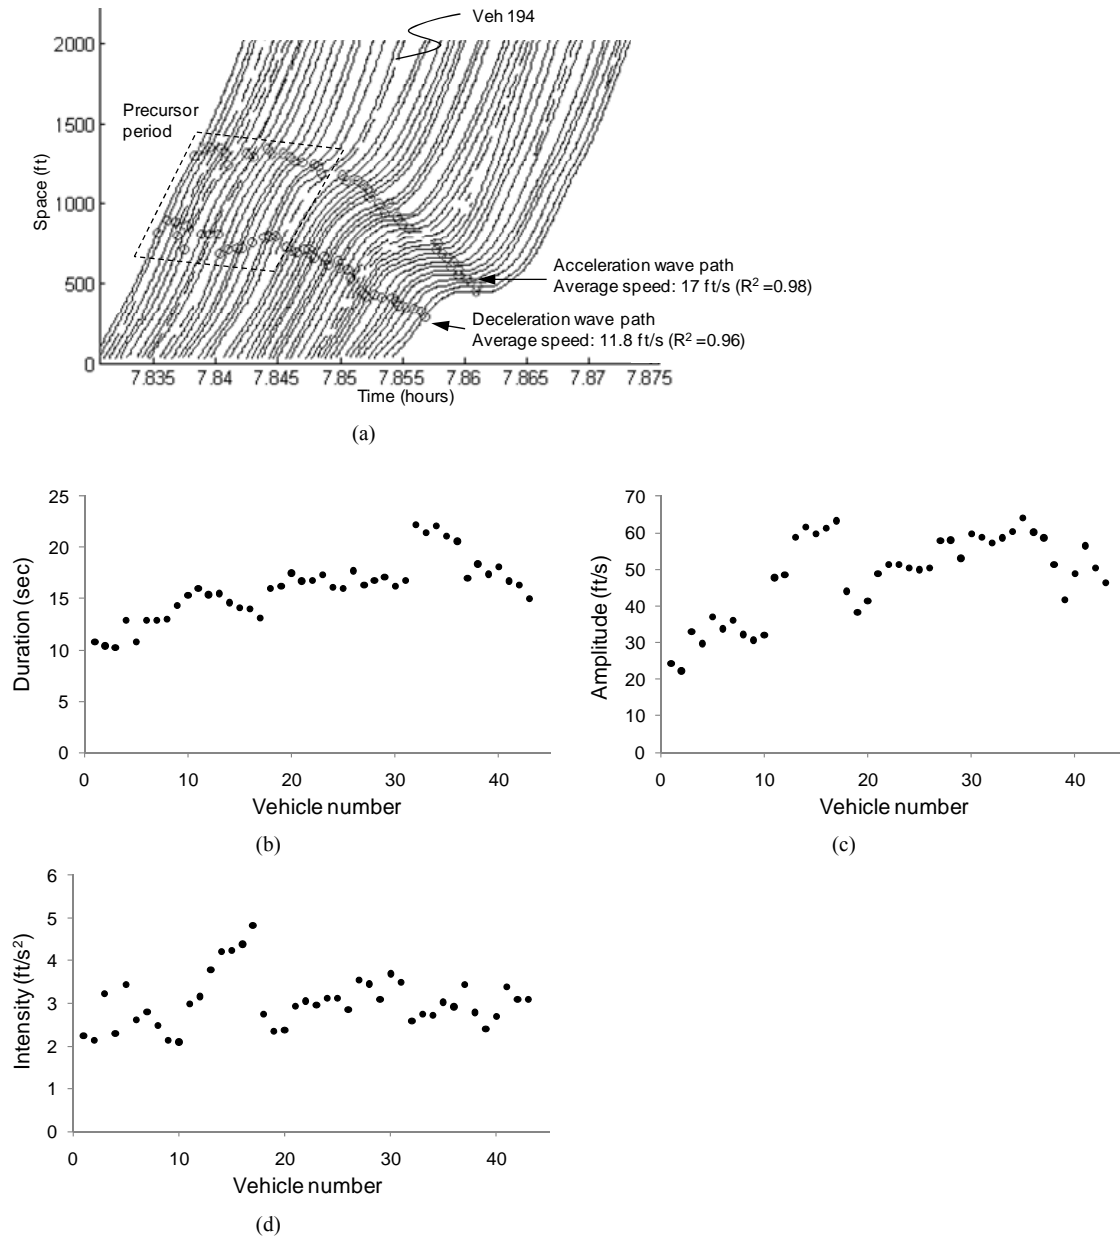 Veh 194
2000
Precursor
period
1500
1000
500
0
Space (ft)
Acceleration wave path
Average speed: 17 ft/s (R² =0.98)
Deceleration wave path
Average speed: 11.8 ft/s (R² =0.96)
7.835 7.84 7.845 7.85 7.855 7.86 7.865 7.87 7.875
Time (hours)
(a)
25
20
15
10
5
0
Duration (sec)
0 10 20 30 40
Vehicle number
(b)
70
60
50
40
30
20
10
0
Amplitude (ft/s)
0 10 20 30 40
Vehicle number
(c)
6
5
4
3
2
1
0
Intensity (ft/s²)
0 10 20 30 40
Vehicle number
(d)